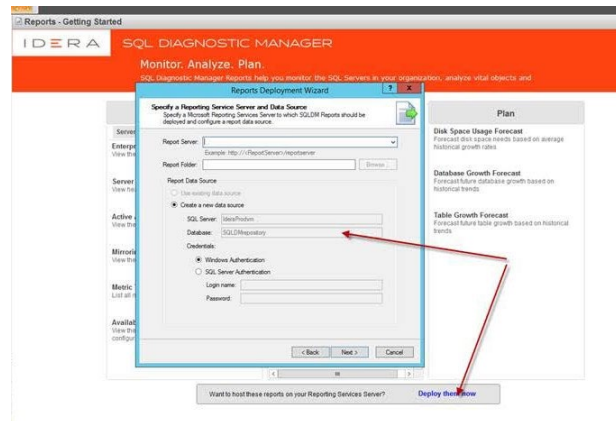 Reports - Getting Started
IDERA SQL DIAGNOSTIC MANAGER
Monitor. Analyze. Plan.
SQL Diagnostic Manager Reports help you monitor the SQL Servers in your organization, analyze vital objects and
Reports Deployment Wizard
Specify a Reporting Service Server and Data Source
Specify a Microsoft Reporting Services Server to which SQLDM Reports should be
deployed and configure a report data source.
Report Server:
Example: http://<ReportServer>/reportserver
Report Folder:
Browse...
Report Data Source
Use existing data source
Create a new data source
SQL Server:
Database: SQLDMrepository
Credentials:
Windows Authentication
SQL Server Authentication
Login name:
Password:
< Back Next > Cancel
Server
Enterp
View the
Server
View he
Active
View the
Mirrori
View the
Metric
List all
Availab
View the
configur
Plan
Disk Space Usage Forecast
Forecast disk space needs based on average
historical growth rates
Database Growth Forecast
Forecast future database growth based on
historical trends
Table Growth Forecast
Forecast future table growth based on historical
trends
Want to host these reports on your Reporting Services Server? Deploy them now